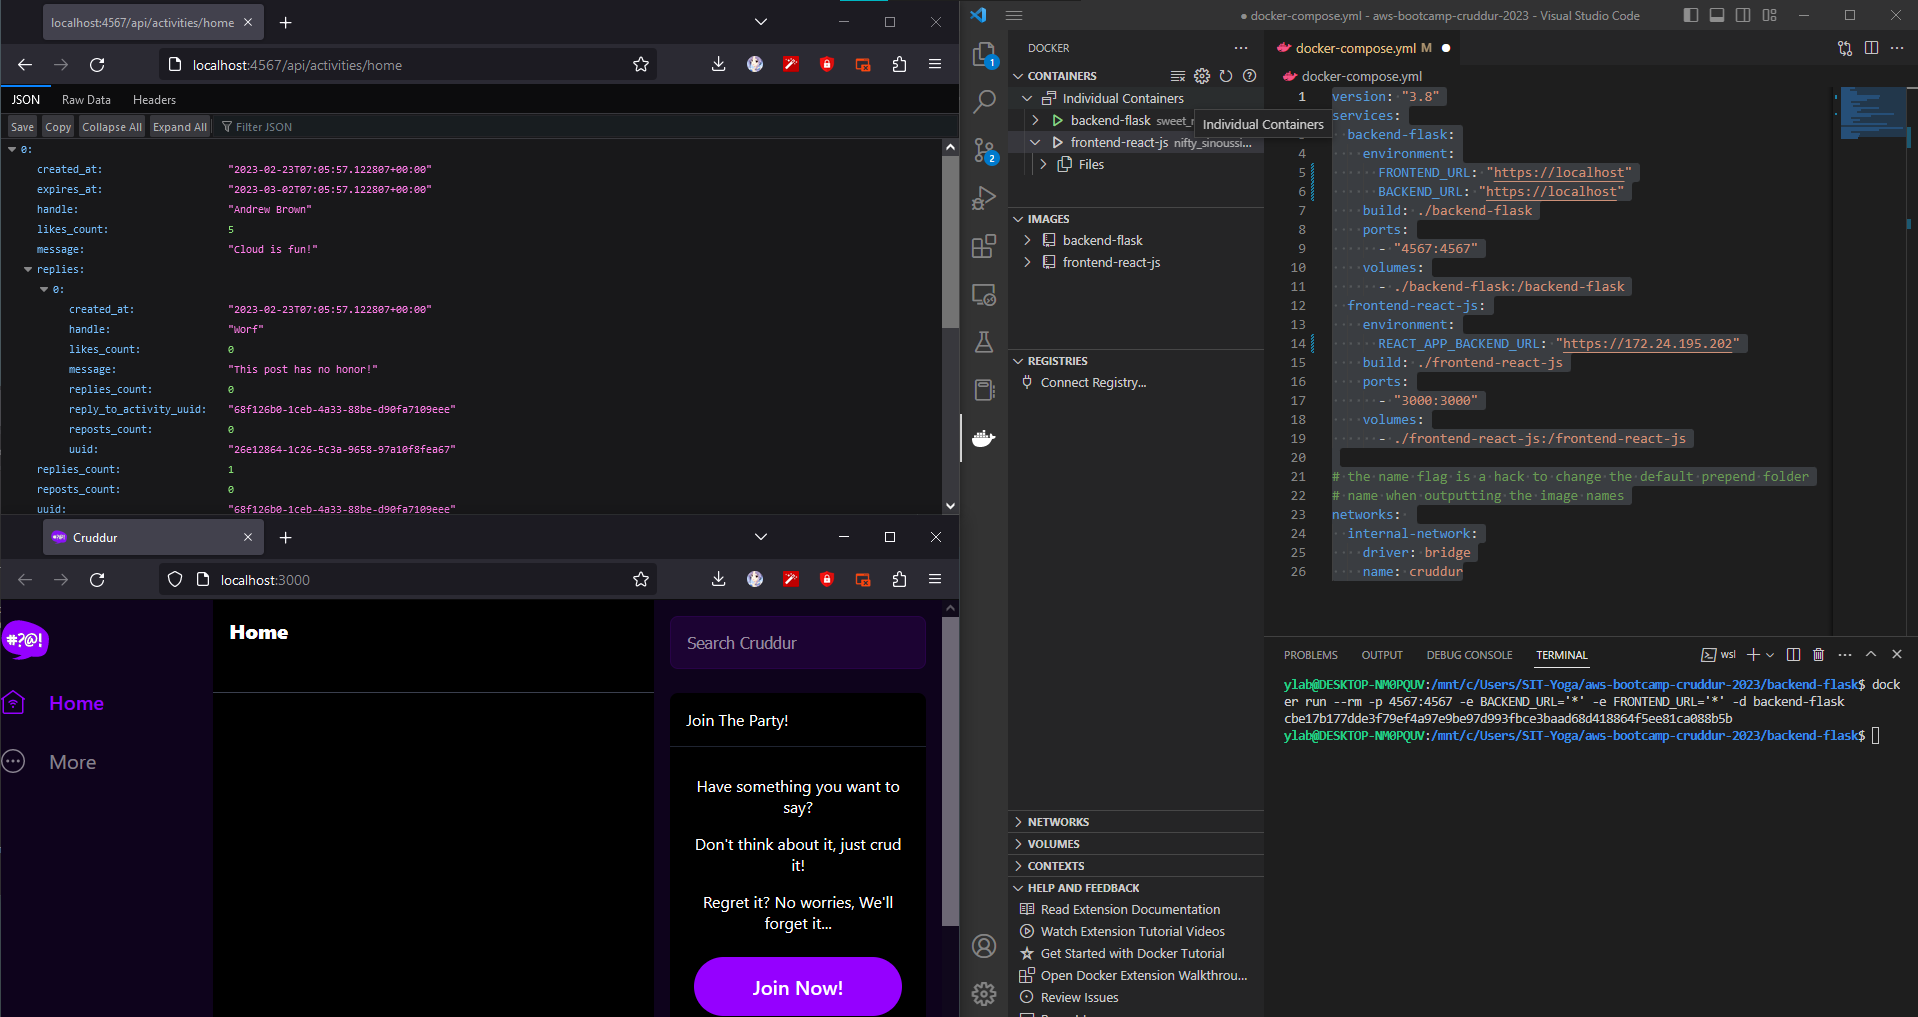 localhost:4567/api/activities/home
localhost:4567/api/activities/home
JSON Raw Data Headers
Save Copy Collapse All Expand All Filter JSON
0:
created_at: "2023-02-23T07:05:57.122807+00:00"
expires_at: "2023-03-02T07:05:57.122807+00:00"
handle: "Andrew Brown"
likes_count: 5
message: "Cloud is fun!"
replies:
0:
created_at: "2023-02-23T07:05:57.122807+00:00"
handle: "Worf"
likes_count: 0
message: "This post has no honor!"
replies_count: 0
reply_to_activity_uuid: "68f126b0-1ceb-4a33-88be-d90fa7109eee"
reposts_count: 0
uuid: "26e12864-1c26-5c3a-9658-97a10f8fea67"
replies_count: 1
reposts_count: 0
uuid: "68f126b0-1ceb-4a33-88be-d90fa7109eee"
#?@! Cruddur
localhost:3000
#?@!
Home
More
Home
Search Cruddur
Join The Party!
Have something you want to
say?
Don't think about it, just crud
it!
Regret it? No worries, We'll
forget it...
Join Now!
● docker-compose.yml - aws-bootcamp-cruddur-2023 - Visual Studio Code
1
2
DOCKER
CONTAINERS
Individual Containers
backend-flask sweet_
Individual Containers
frontend-react-js nifty_sinoussi...
Files
IMAGES
backend-flask
frontend-react-js
REGISTRIES
Connect Registry...
NETWORKS
VOLUMES
CONTEXTS
HELP AND FEEDBACK
Read Extension Documentation
Watch Extension Tutorial Videos
Get Started with Docker Tutorial
Open Docker Extension Walkthrou...
Review Issues
docker-compose.yml M ●
docker-compose.yml
1 version: "3.8"
services:
backend-flask:
4 environment:
5 FRONTEND_URL: "https://localhost"
6 BACKEND_URL: "https://localhost"
7 build: ./backend-flask
8 ports:
9 - "4567:4567"
10 volumes:
11 - ./backend-flask:/backend-flask
12 frontend-react-js:
13 environment:
14 REACT_APP_BACKEND_URL: "https://172.24.195.202"
15 build: ./frontend-react-js
16 ports:
17 - "3000:3000"
18 volumes:
19 - ./frontend-react-js:/frontend-react-js
20
21 # the name flag is a hack to change the default prepend folder
22 # name when outputting the image names
23 networks:
24 internal-network:
25 driver: bridge
26 name: cruddur
PROBLEMS OUTPUT DEBUG CONSOLE TERMINAL wsl
ylab@DESKTOP-NM0PQUV:/mnt/c/Users/SIT-Yoga/aws-bootcamp-cruddur-2023/backend-flask$ dock
er run --rm -p 4567:4567 -e BACKEND_URL='*' -e FRONTEND_URL='*' -d backend-flask
cbe17b177dde3f79ef4a97e9be97d993fbce3baad68d418864f5ee81ca088b5b
ylab@DESKTOP-NM0PQUV:/mnt/c/Users/SIT-Yoga/aws-bootcamp-cruddur-2023/backend-flask$